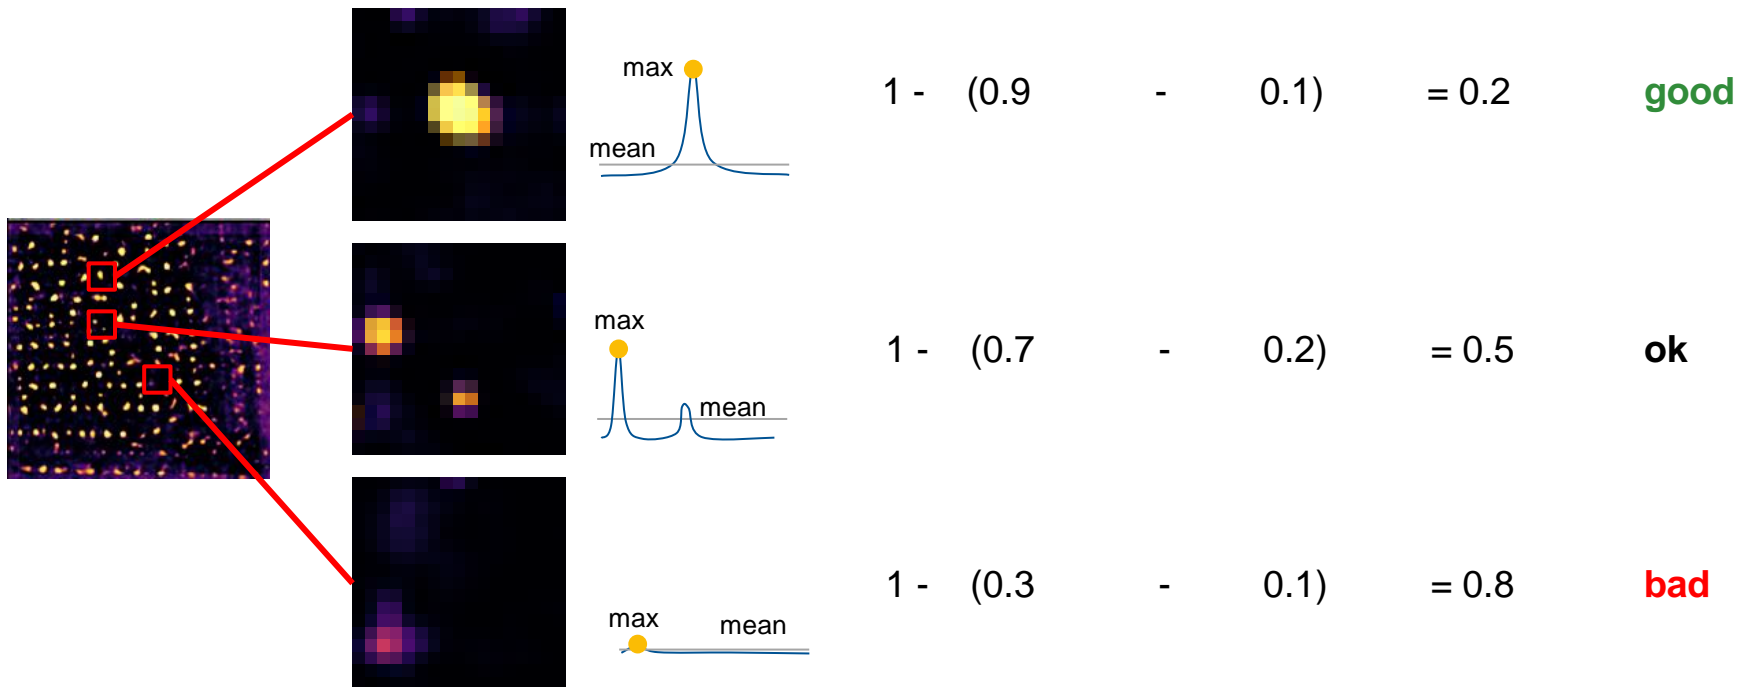 max
mean
1 - (0.9 - 0.1) = 0.2 good
max
mean
1 - (0.7 - 0.2) = 0.5 ok
max mean
1 - (0.3 - 0.1) = 0.8 bad